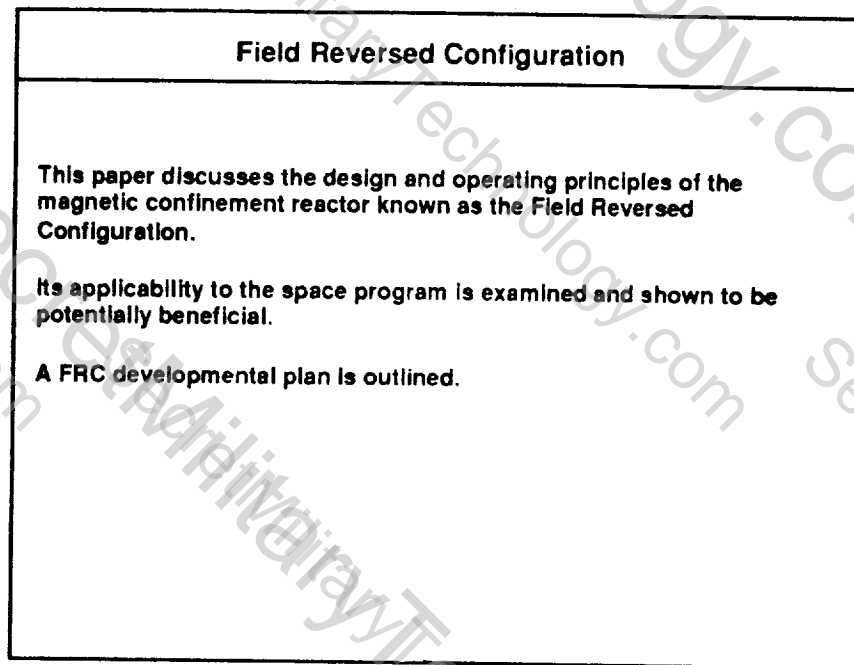 Field Reversed Configuration
This paper discusses the design and operating principles of the
magnetic confinement reactor known as the Field Reversed
Configuration.
Its applicability to the space program is examined and shown to be
potentially beneficial.
A FRC developmental plan is outlined.